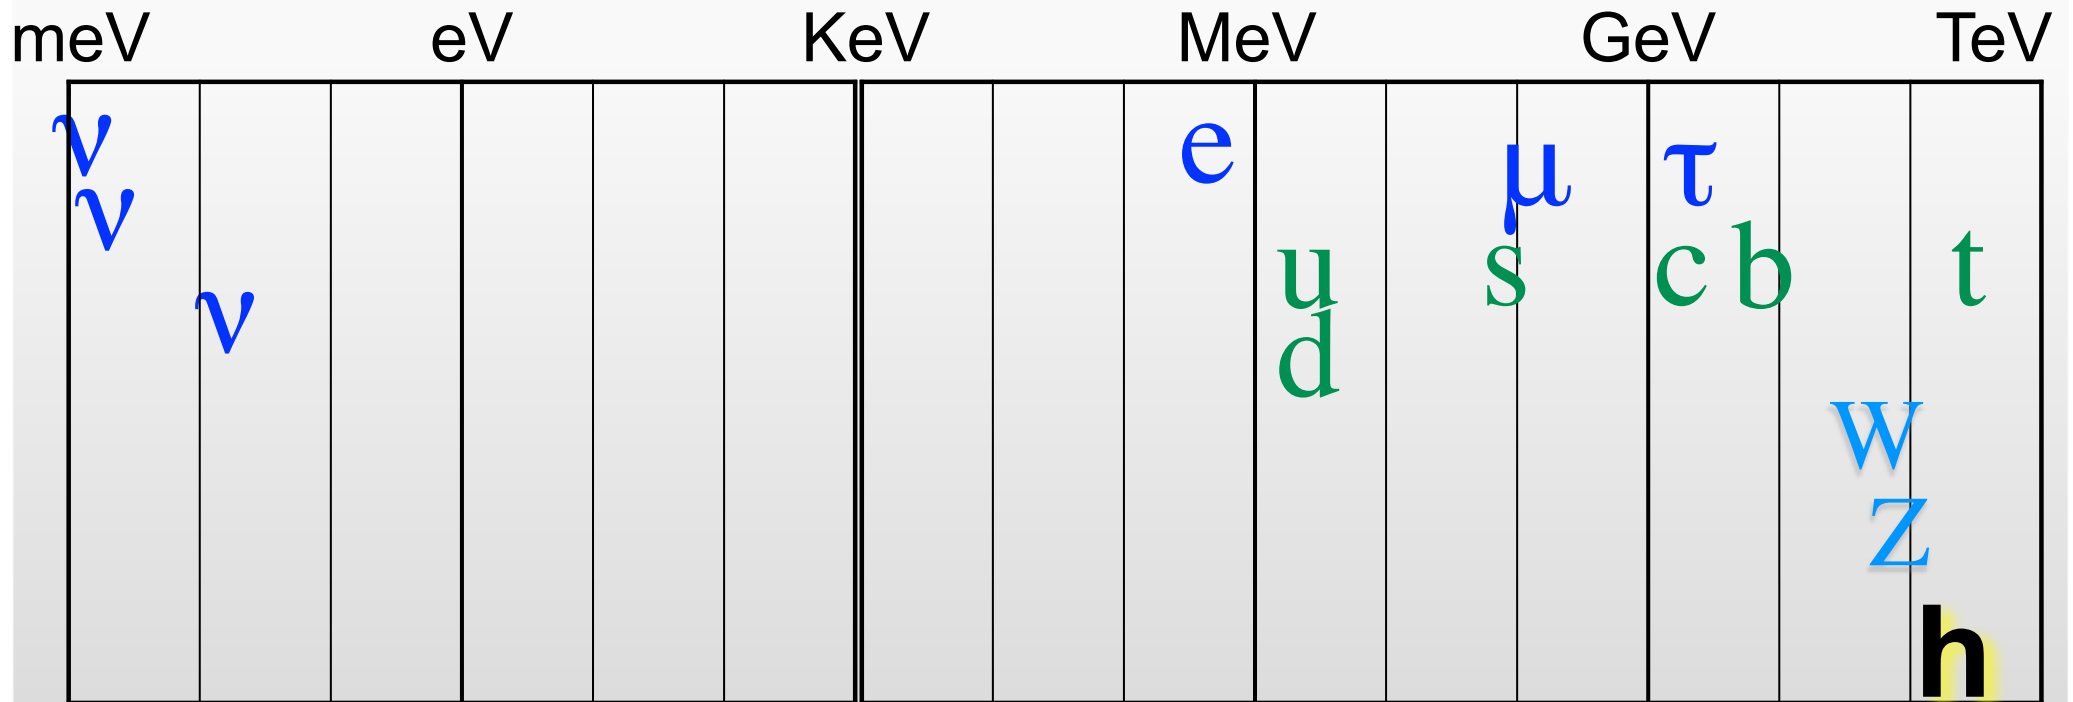 meV eV KeV MeV GeV TeV
ν e μ τ
ν
u s c b t
ν
d
W
Z
h